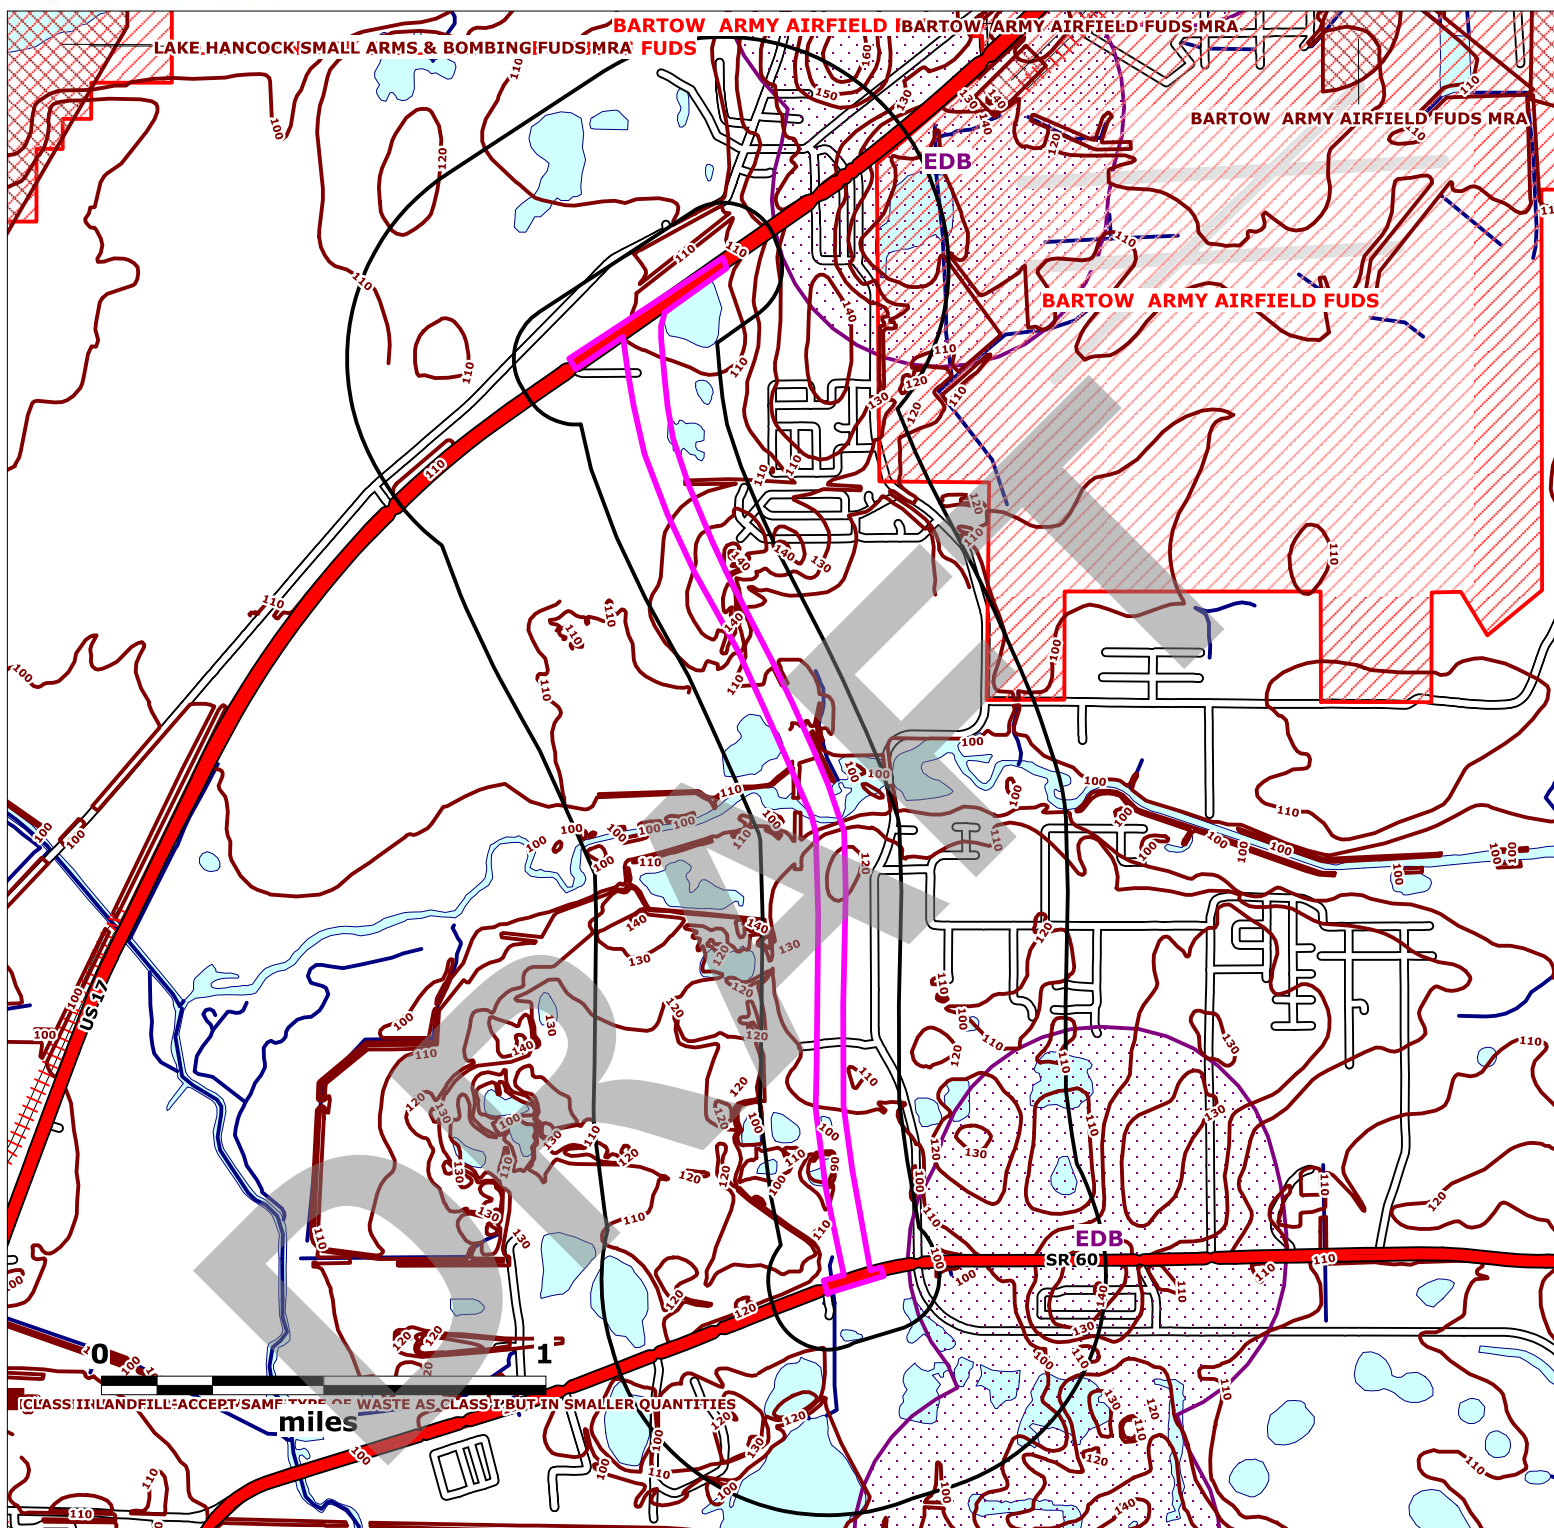 BARTOW ARMY AIRFIELD FUDS
BARTOW ARMY AIRFIELD FUDS MRA
LAKE HANCOCK SMALL ARMS & BOMBING FUDS MRA
BARTOW ARMY AIRFIELD FUDS MRA
EDB
BARTOW ARMY AIRFIELD FUDS
DRAFT
US 17
EDB
SR 60
0
1
miles
CLASS III LANDFILL-ACCEPT SAME TYPE OF WASTE AS CLASS I BUT IN SMALLER QUANTITIES
160
150
130
140
120
110
100
90